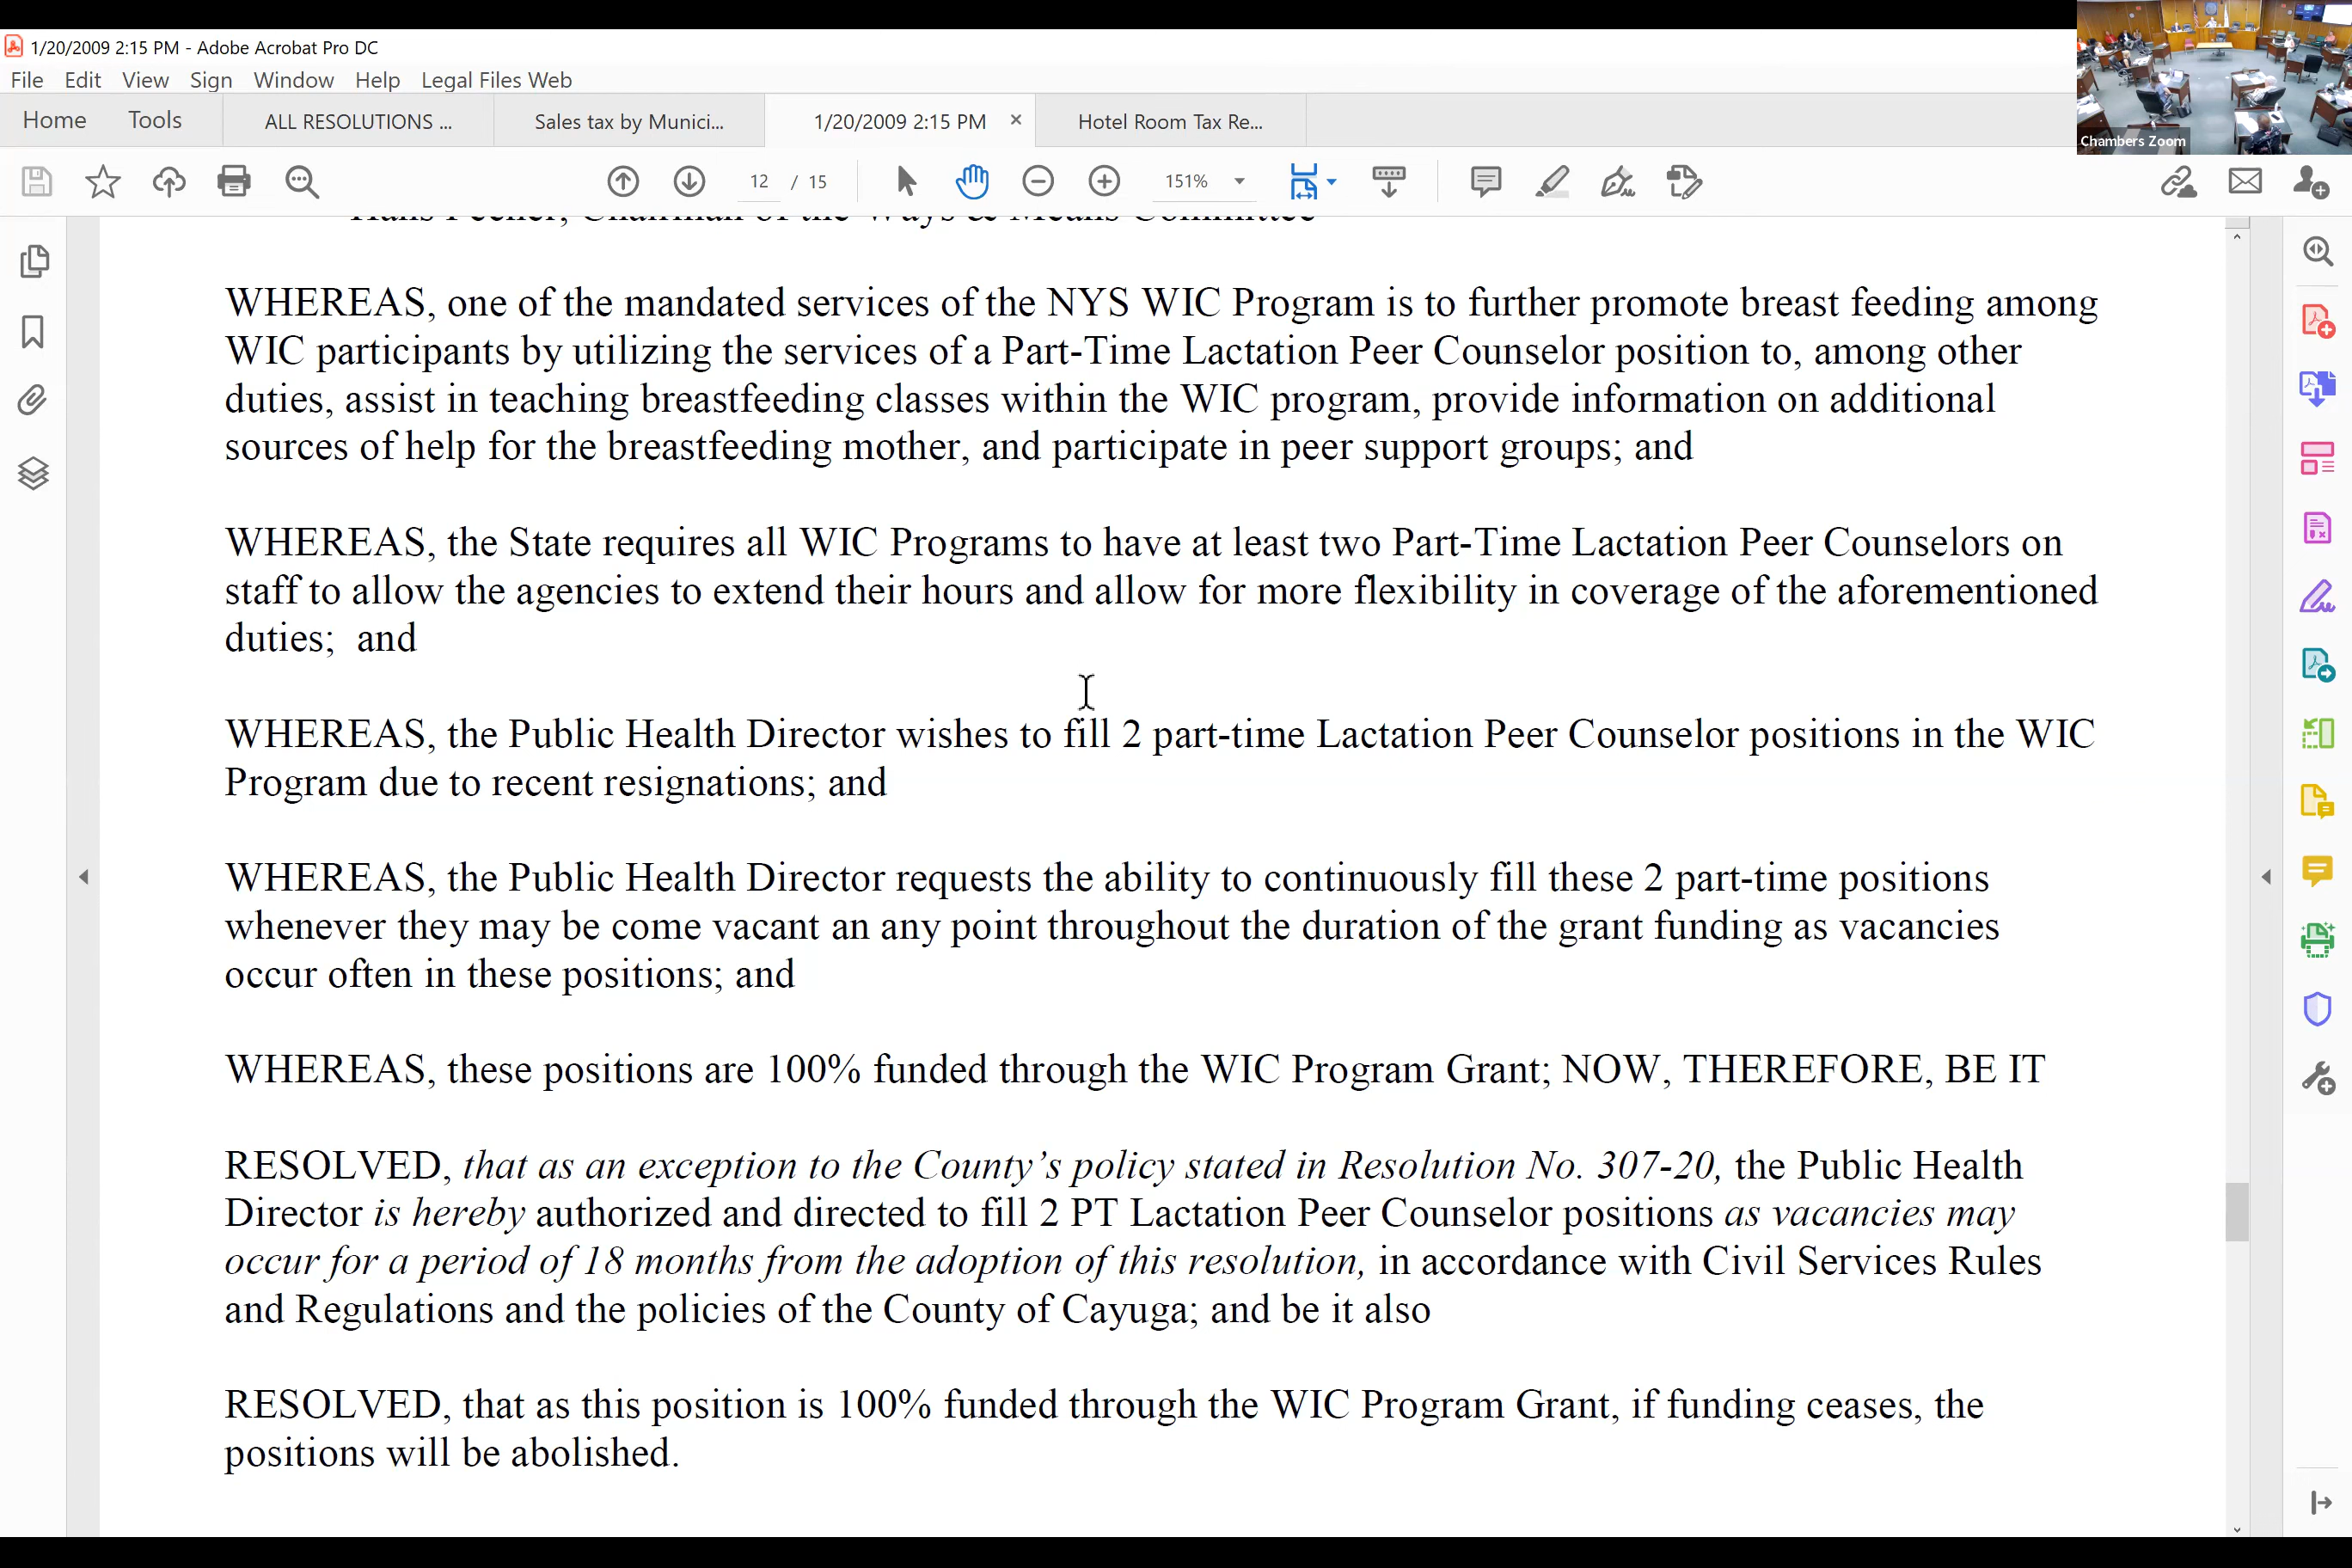 1/20/2009 2:15 PM - Adobe Acrobat Pro DC
File Edit View Sign Window Help Legal Files Web
Home Tools ALL RESOLUTIONS ... Sales tax by Munici... 1/20/2009 2:15 PM × Hotel Room Tax Re...
Chambers Zoom
12 / 15 151%
Hans Pecher, Chairman of the Ways & Means Committee
WHEREAS, one of the mandated services of the NYS WIC Program is to further promote breast feeding among
WIC participants by utilizing the services of a Part-Time Lactation Peer Counselor position to, among other
duties, assist in teaching breastfeeding classes within the WIC program, provide information on additional
sources of help for the breastfeeding mother, and participate in peer support groups; and
WHEREAS, the State requires all WIC Programs to have at least two Part-Time Lactation Peer Counselors on
staff to allow the agencies to extend their hours and allow for more flexibility in coverage of the aforementioned
duties;  and
WHEREAS, the Public Health Director wishes to fill 2 part-time Lactation Peer Counselor positions in the WIC
Program due to recent resignations; and
WHEREAS, the Public Health Director requests the ability to continuously fill these 2 part-time positions
whenever they may be come vacant an any point throughout the duration of the grant funding as vacancies
occur often in these positions; and
WHEREAS, these positions are 100% funded through the WIC Program Grant; NOW, THEREFORE, BE IT
RESOLVED, that as an exception to the County's policy stated in Resolution No. 307-20, the Public Health
Director is hereby authorized and directed to fill 2 PT Lactation Peer Counselor positions as vacancies may
occur for a period of 18 months from the adoption of this resolution, in accordance with Civil Services Rules
and Regulations and the policies of the County of Cayuga; and be it also
RESOLVED, that as this position is 100% funded through the WIC Program Grant, if funding ceases, the
positions will be abolished.